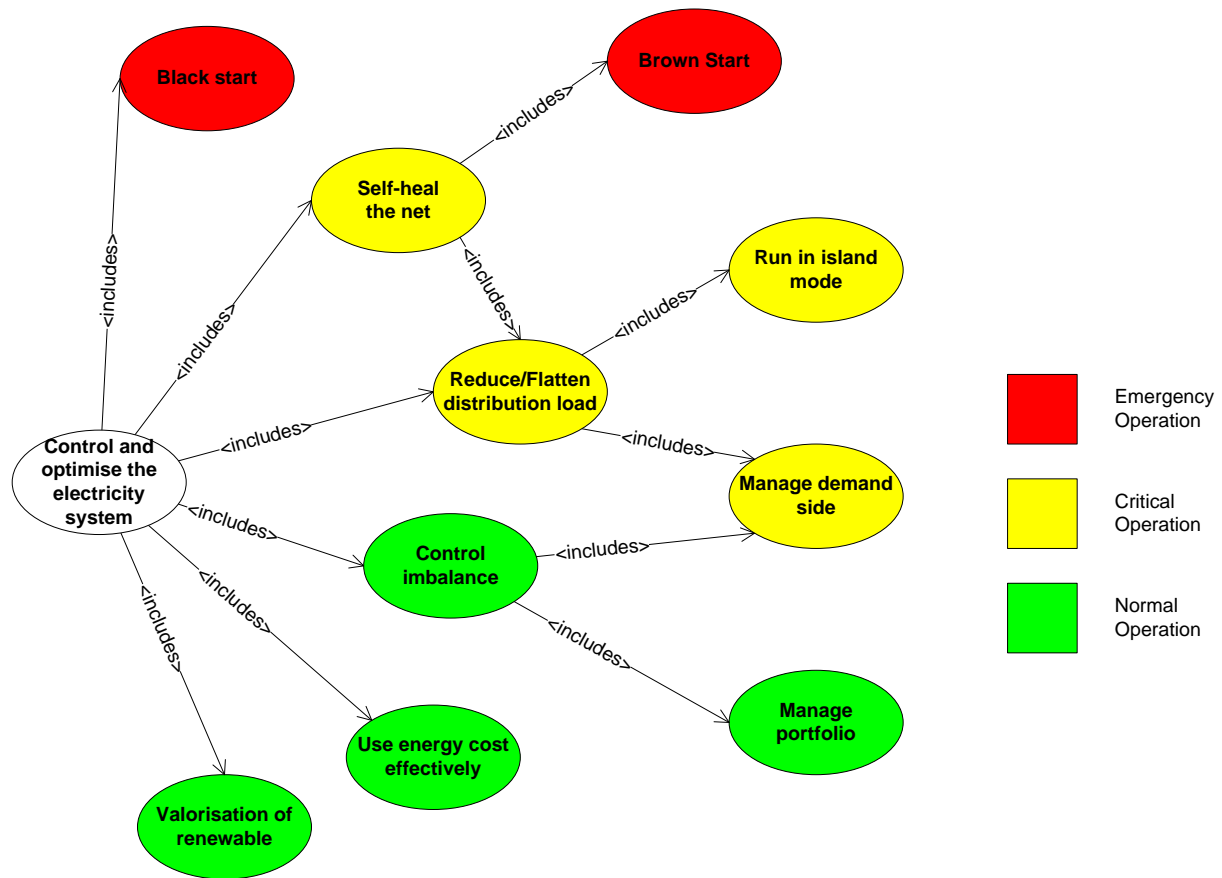 Black start
Brown Start
<includes>
Self-heal
the net
<includes>
<includes>
<includes>
Run in island
mode
<includes>
<includes>
Reduce/Flatten
distribution load
<includes>
Emergency
Operation
<includes>
Control and
optimise the
electricity
system
Manage demand
side
Critical
Operation
<includes>
Control
imbalance
<includes>
<includes>
<includes>
<includes>
Normal
Operation
Manage
portfolio
Use energy cost
effectively
Valorisation of
renewable